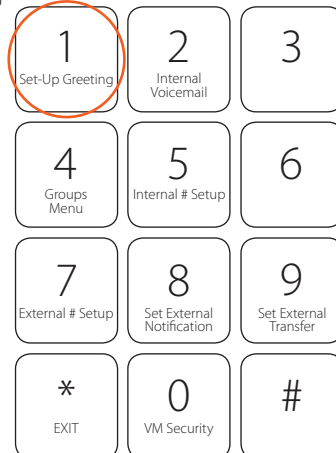 1
Set-Up Greeting
2
Internal
Voicemail
3
4
Groups
Menu
5
Internal # Setup
6
7
External # Setup
8
Set External
Notification
9
Set External
Transfer
*
EXIT
0
VM Security
#